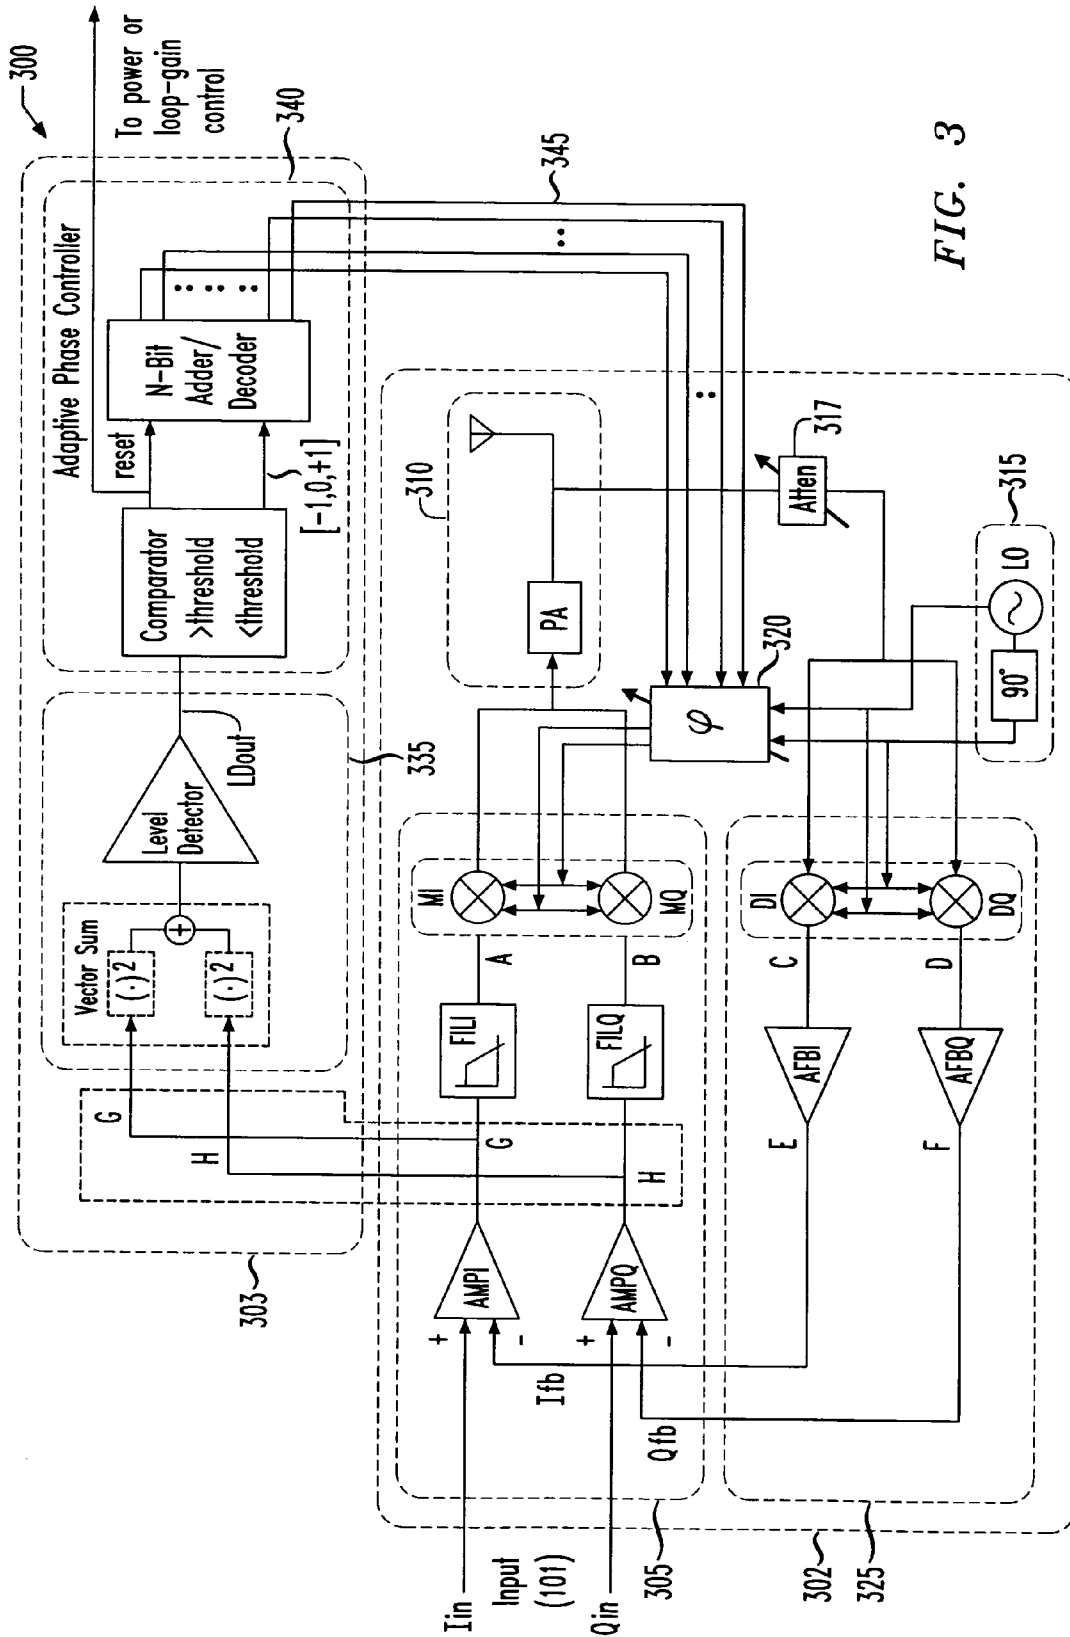 300
To power or
loop-gain
control
Adaptive Phase Controller
340
reset
N-Bit
Adder/
Decoder
345
[-1,0,+1]
Comparator
>threshold
<threshold
LDout
335
Level
Detector
Vector Sum
(·)²
(·)²
+
G
H
303
310
PA
317
Atten
320
φ
315
LO
90°
MI
MQ
A
B
FILI
FILQ
G
H
AMPI
AMPQ
+
-
+
-
DI
DQ
C
D
AFBI
AFBQ
E
F
Ifb
Qfb
Iin
Input
(101)
Qin
305
302
325
FIG. 3